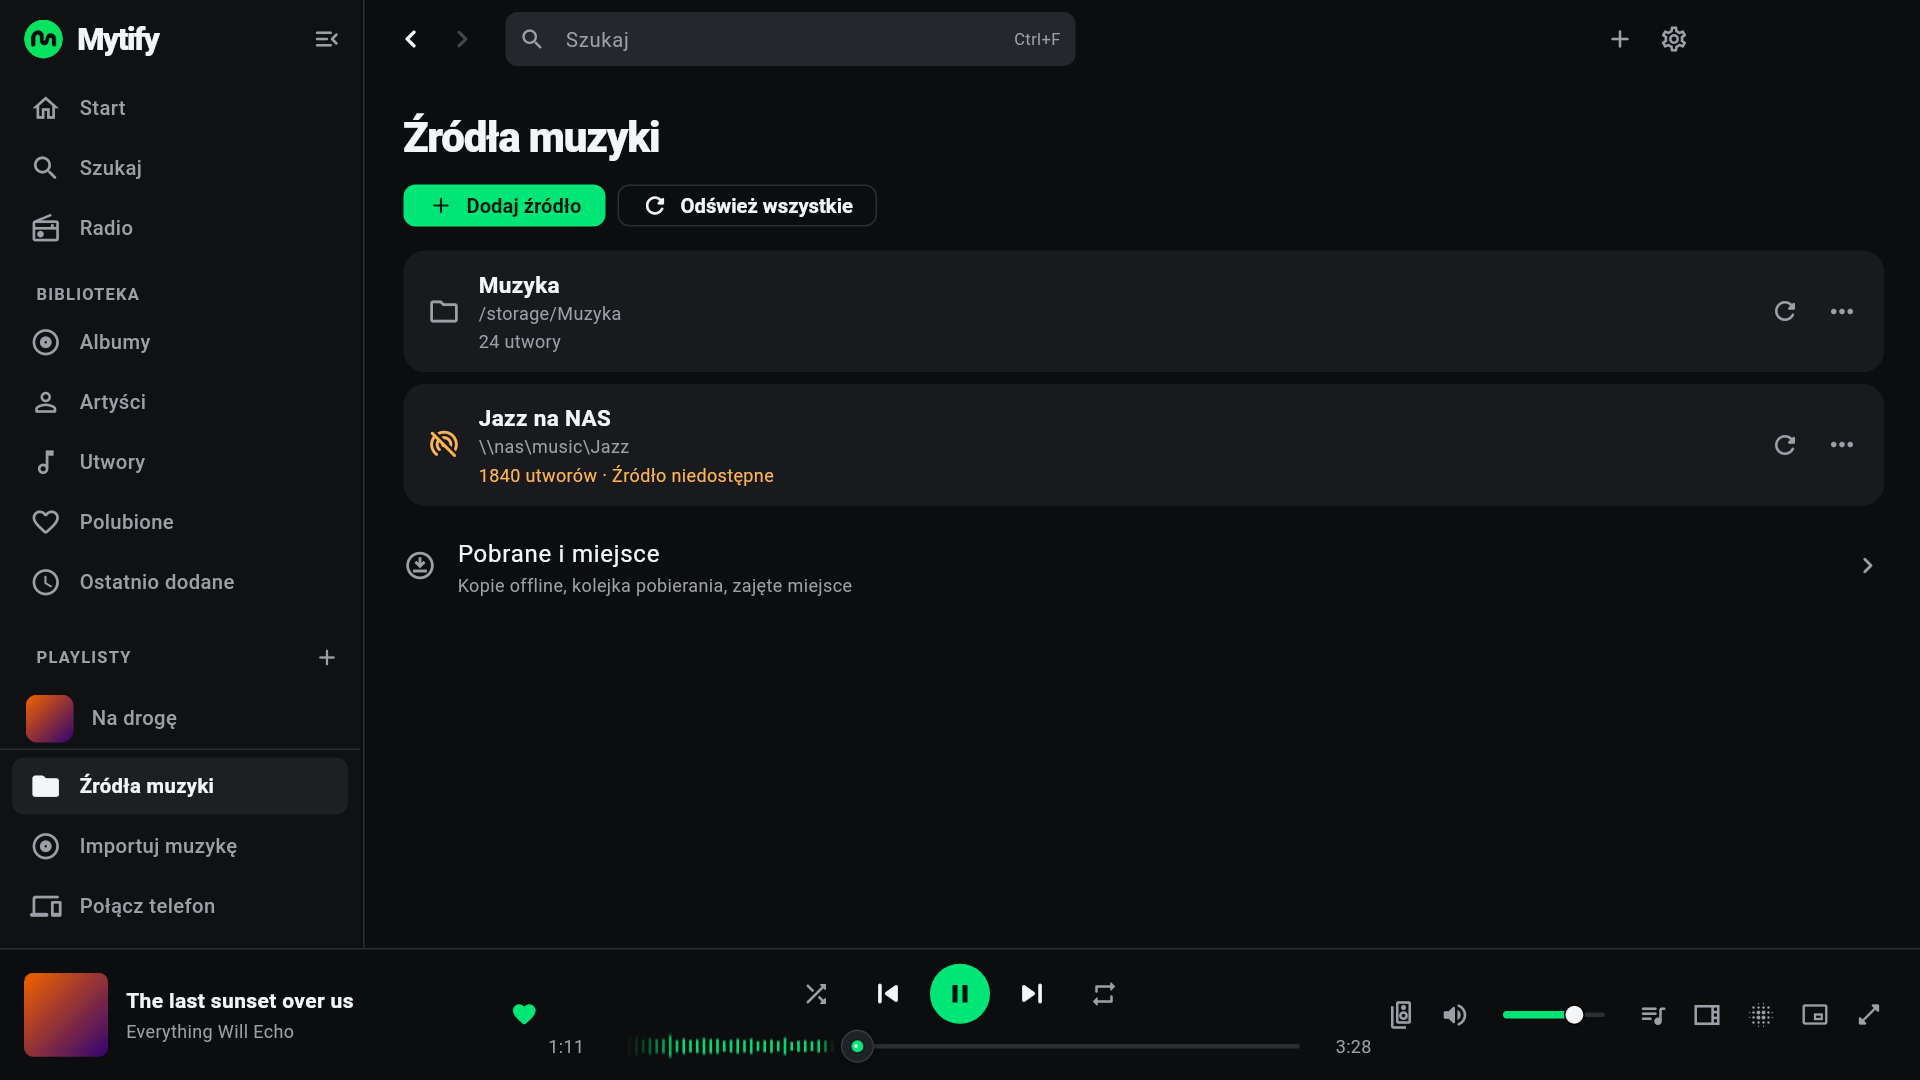 Mytify
Start
Szukaj
Radio
BIBLIOTEKA
Albumy
Artyści
Utwory
Polubione
Ostatnio dodane
PLAYLISTY
Na drogę
Źródła muzyki
Importuj muzykę
Połącz telefon
Szukaj
Ctrl+F
Źródła muzyki
Dodaj źródło
Odśwież wszystkie
Muzyka
/storage/Muzyka
24 utwory
Jazz na NAS
\\nas\music\Jazz
1840 utworów · Źródło niedostępne
Pobrane i miejsce
Kopie offline, kolejka pobierania, zajęte miejsce
The last sunset over us
Everything Will Echo
1:11
3:28